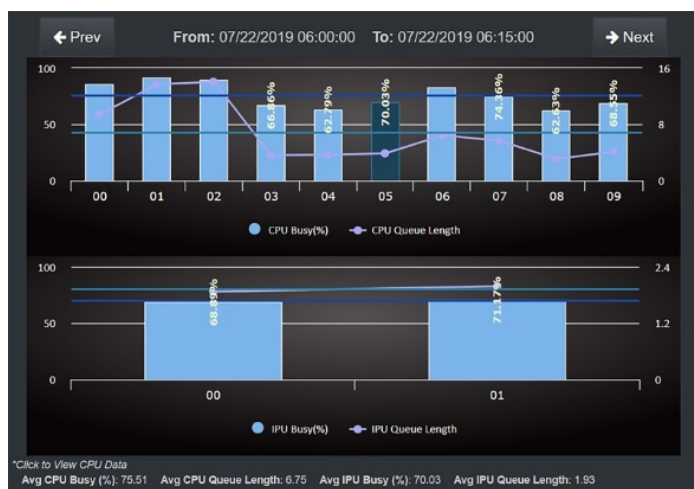 Prev From: 07/22/2019 06:00:00 To: 07/22/2019 06:15:00 Next
100 16
50 8
0 0
66.86% 62.79% 70.03% 74.36% 62.63% 68.55%
00 01 02 03 04 05 06 07 08 09
CPU Busy(%) CPU Queue Length
100 2.4
50 1.2
0 0
68.89% 71.17%
00 01
IPU Busy(%) IPU Queue Length
*Click to View CPU Data
Avg CPU Busy (%): 75.51 Avg CPU Queue Length: 6.75 Avg IPU Busy (%): 70.03 Avg IPU Queue Length: 1.93